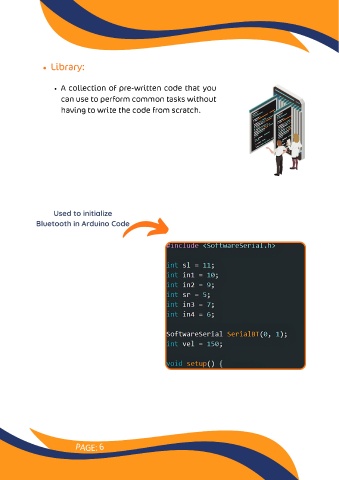 • Library:
• A collection of pre-written code that you
can use to perform common tasks without
having to write the code from scratch.
Used to initialize
Bluetooth in Arduino Code
#include <SoftwareSerial.h>
int sl = 11;
int in1 = 10;
int in2 = 9;
int sr = 5;
int in3 = 7;
int in4 = 6;
SoftwareSerial SerialBT(0, 1);
int vel = 150;
void setup() {
PAGE: 6